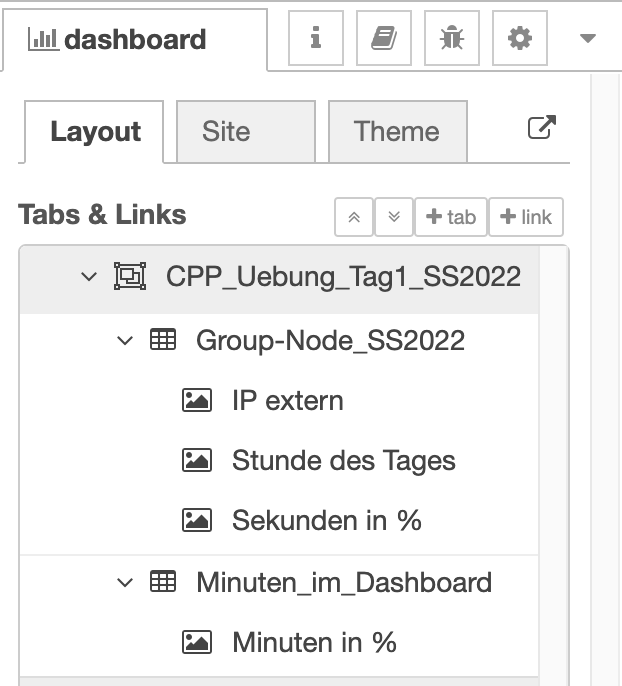 dashboard
Layout Site Theme
Tabs & Links + tab + link
CPP_Uebung_Tag1_SS2022
Group-Node_SS2022
IP extern
Stunde des Tages
Sekunden in %
Minuten_im_Dashboard
Minuten in %